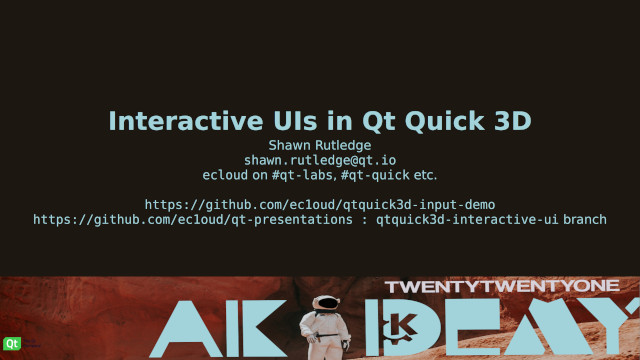 Interactive UIs in Qt Quick 3D
Shawn Rutledge
shawn.rutledge@qt.io
ecloud on #qt-labs, #qt-quick etc.
https://github.com/ec1oud/qtquick3d-input-demo
https://github.com/ec1oud/qt-presentations : qtquick3d-interactive-ui branch
TWENTYTWENTYONE
AKADEMY
Qt